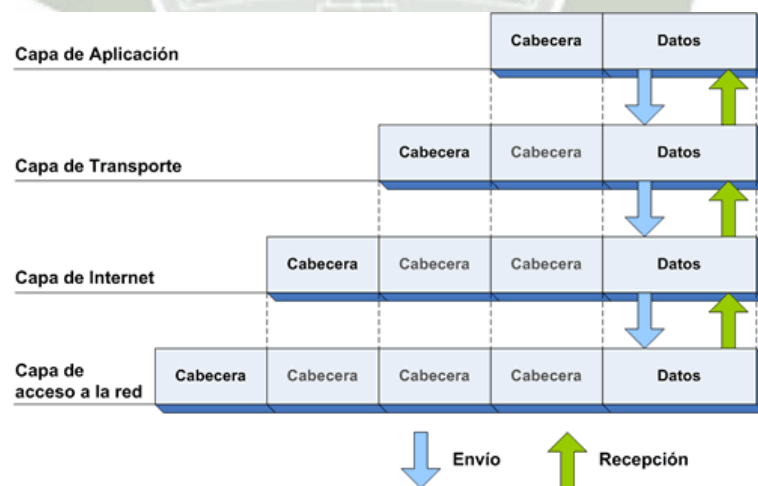 Cabecera Datos
Capa de Aplicación
Cabecera Cabecera Datos
Capa de Transporte
Cabecera Cabecera Cabecera Datos
Capa de Internet
Capa de
acceso a la red
Cabecera Cabecera Cabecera Cabecera Datos
Envío Recepción